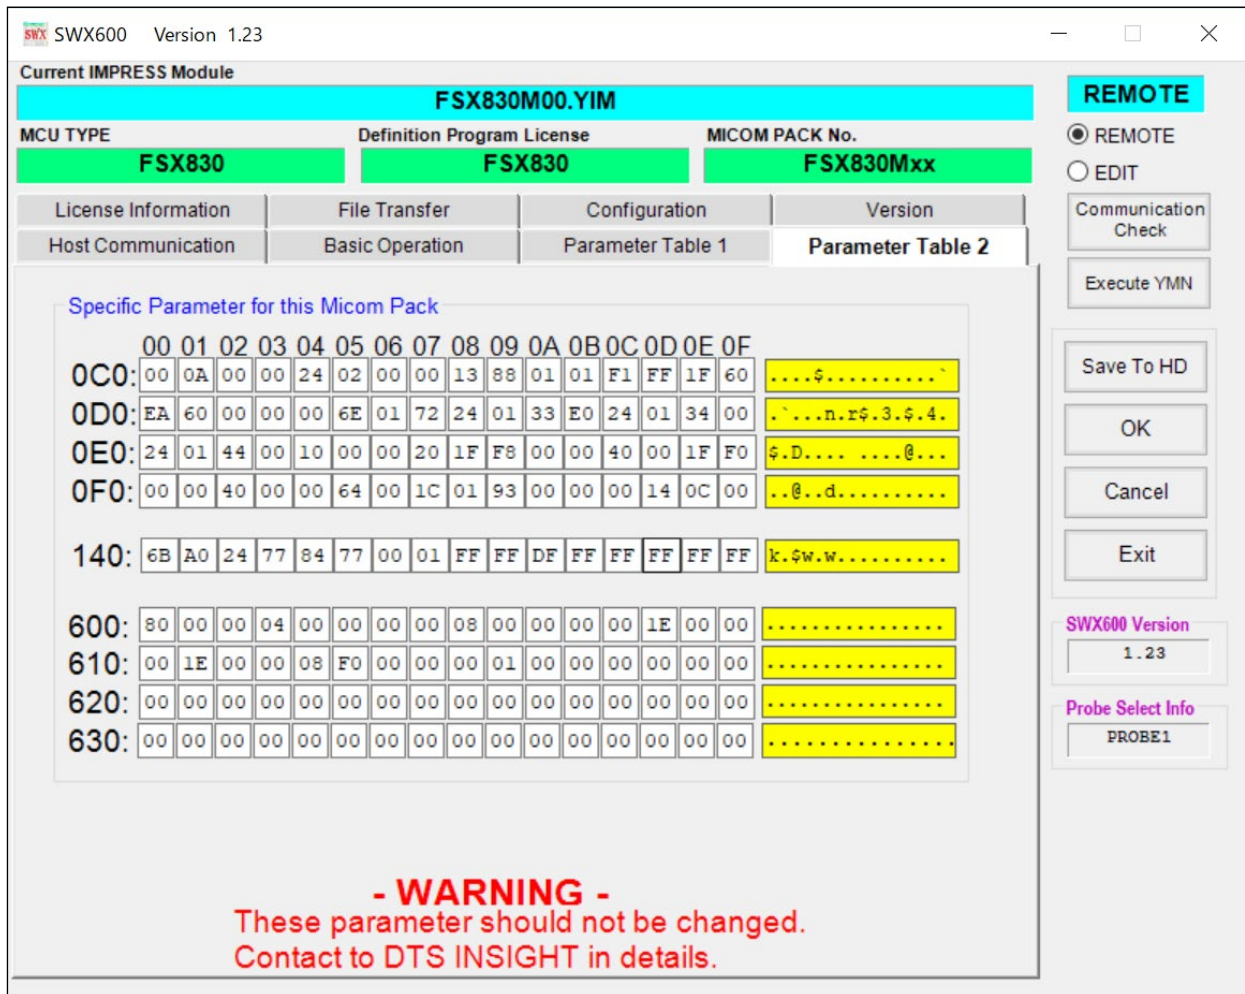 SWX SWX600 Version 1.23
Current IMPRESS Module
FSX830M00.YIM
MCU TYPE Definition Program License MICOM PACK No.
FSX830 FSX830 FSX830Mxx
License Information File Transfer Configuration Version
Host Communication Basic Operation Parameter Table 1 Parameter Table 2
Specific Parameter for this Micom Pack
00 01 02 03 04 05 06 07 08 09 0A 0B 0C 0D 0E 0F
0C0: 00 0A 00 00 24 02 00 00 13 88 01 01 F1 FF 1F 60 ....$..........`
0D0: EA 60 00 00 00 6E 01 72 24 01 33 E0 24 01 34 00 .`...n.r$.3.$.4.
0E0: 24 01 44 00 10 00 00 20 1F F8 00 00 40 00 1F F0 $.D.... ....@...
0F0: 00 00 40 00 00 64 00 1C 01 93 00 00 00 14 0C 00 ..@..d..........
140: 6B A0 24 77 84 77 00 01 FF FF DF FF FF FF FF FF k.$w.w..........
600: 80 00 00 04 00 00 00 00 08 00 00 00 00 1E 00 00 ................
610: 00 1E 00 00 08 F0 00 00 00 01 00 00 00 00 00 00 ................
620: 00 00 00 00 00 00 00 00 00 00 00 00 00 00 00 00 ................
630: 00 00 00 00 00 00 00 00 00 00 00 00 00 00 00 00 ................
- WARNING -
These parameter should not be changed.
Contact to DTS INSIGHT in details.
REMOTE
REMOTE
EDIT
Communication
Check
Execute YMN
Save To HD
OK
Cancel
Exit
SWX600 Version
1.23
Probe Select Info
PROBE1